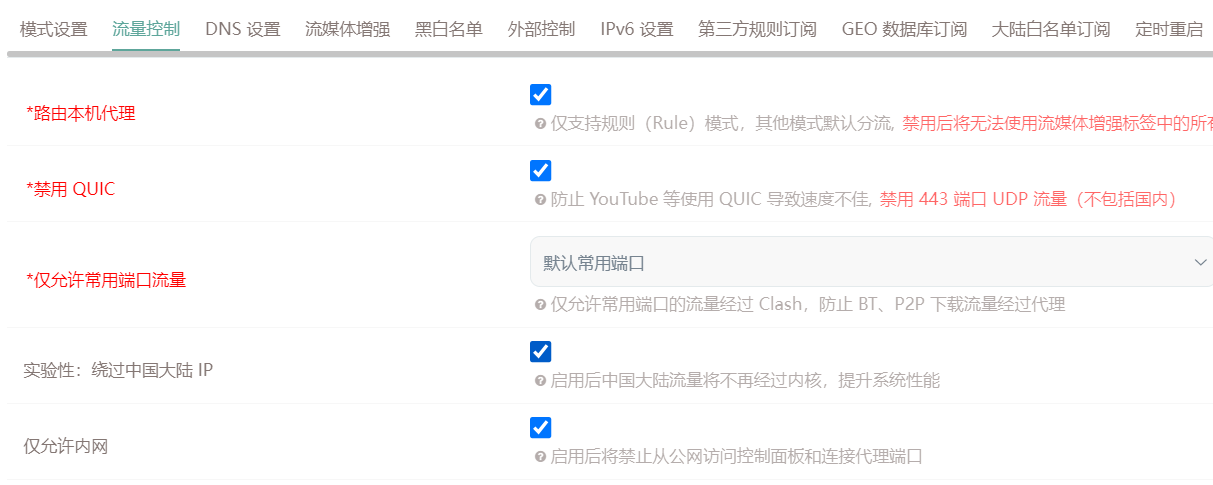 模式设置 流量控制 DNS 设置 流媒体增强 黑白名单 外部控制 IPv6 设置 第三方规则订阅 GEO 数据库订阅 大陆白名单订阅 定时重启
*路由本机代理
仅支持规则（Rule）模式，其他模式默认分流, 禁用后将无法使用流媒体增强标签中的所有
*禁用 QUIC
防止 YouTube 等使用 QUIC 导致速度不佳, 禁用 443 端口 UDP 流量（不包括国内）
*仅允许常用端口流量
默认常用端口
仅允许常用端口的流量经过 Clash，防止 BT、P2P 下载流量经过代理
实验性：绕过中国大陆 IP
启用后中国大陆流量将不再经过内核，提升系统性能
仅允许内网
启用后将禁止从公网访问控制面板和连接代理端口